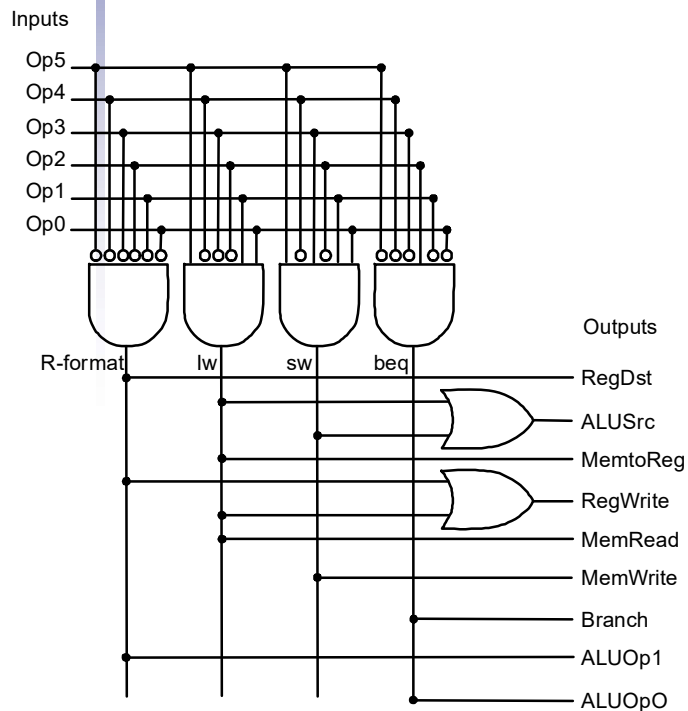 Inputs
Op5
Op4
Op3
Op2
Op1
Op0
R-format
lw
sw
beq
Outputs
RegDst
ALUSrc
MemtoReg
RegWrite
MemRead
MemWrite
Branch
ALUOp1
ALUOpO